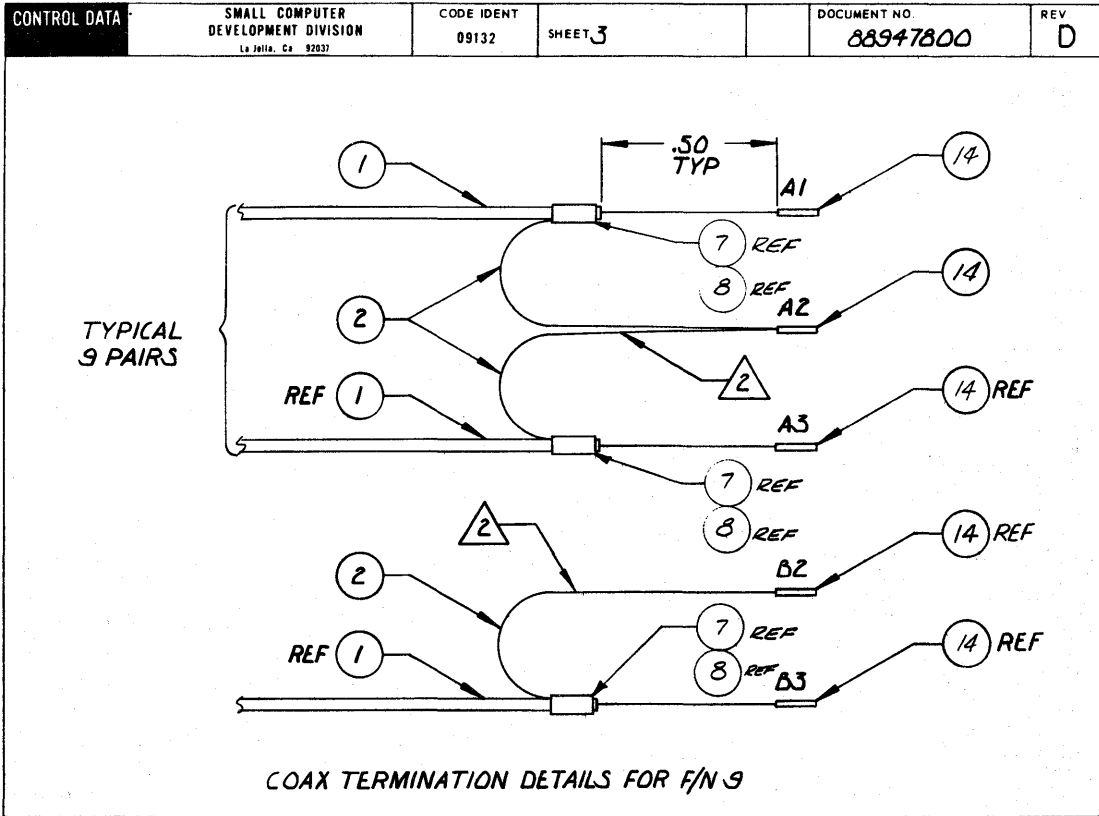 CONTROL DATA
SMALL COMPUTER
DEVELOPMENT DIVISION
La Jolla, Ca 92037
CODE IDENT
09132
SHEET 3
DOCUMENT NO.
88947800
REV
D
.50
TYP
1
A1
14
7 REF
8 REF
14
A2
2
TYPICAL
9 PAIRS
2
REF 1
14 REF
A3
7 REF
8 REF
2
14 REF
B2
2
7 REF
REF 1
8 REF
14 REF
B3
COAX TERMINATION DETAILS FOR F/N 9